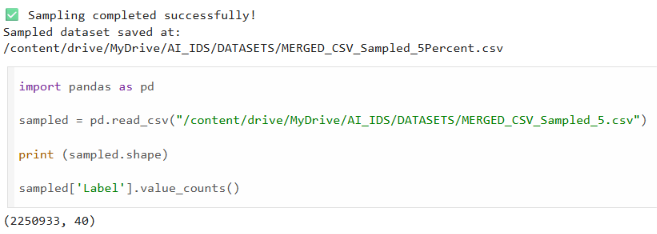 ✅ Sampling completed successfully!
Sampled dataset saved at:
/content/drive/MyDrive/AI_IDS/DATASETS/MERGED_CSV_Sampled_5Percent.csv
import pandas as pd
sampled = pd.read_csv("/content/drive/MyDrive/AI_IDS/DATASETS/MERGED_CSV_Sampled_5.csv")
print (sampled.shape)
sampled['Label'].value_counts()
(2250933, 40)